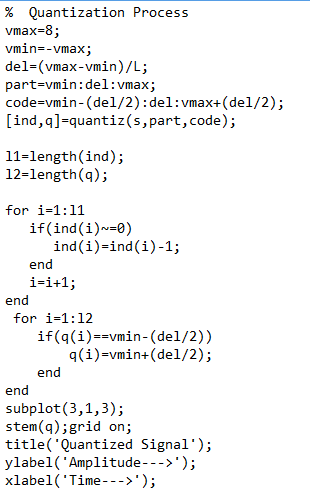 %  Quantization Process
vmax=8;
vmin=-vmax;
del=(vmax-vmin)/L;
part=vmin:del:vmax;
code=vmin-(del/2):del:vmax+(del/2);
[ind,q]=quantiz(s,part,code);

l1=length(ind);
l2=length(q);

for i=1:l1
   if(ind(i)~=0)
      ind(i)=ind(i)-1;
   end
   i=i+1;
end
 for i=1:l2
    if(q(i)==vmin-(del/2))
        q(i)=vmin+(del/2);
    end
end
subplot(3,1,3);
stem(q);grid on;
title('Quantized Signal');
ylabel('Amplitude--->');
xlabel('Time--->');